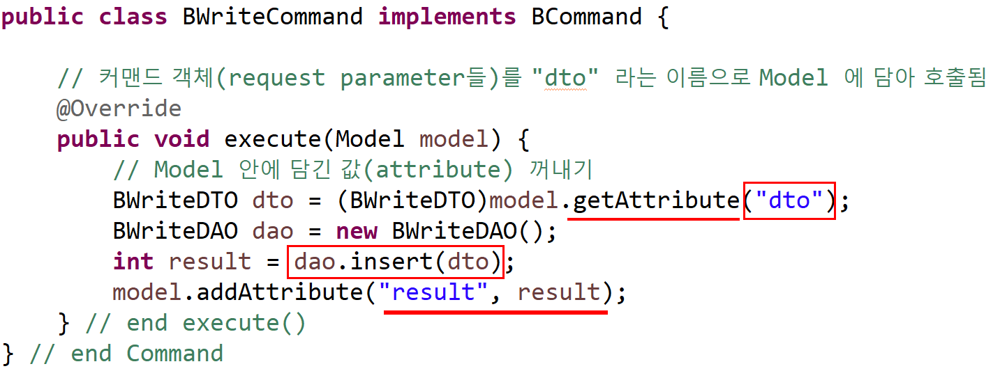 public class BWriteCommand implements BCommand {
// 커맨드 객체(request parameter들)를 "dto" 라는 이름으로 Model 에 담아 호출됨
@Override
public void execute(Model model) {
// Model 안에 담긴 값(attribute) 꺼내기
BWriteDTO dto = (BWriteDTO)model.getAttribute("dto");
BWriteDAO dao = new BWriteDAO();
int result = dao.insert(dto);
model.addAttribute("result", result);
} // end execute()
} // end Command